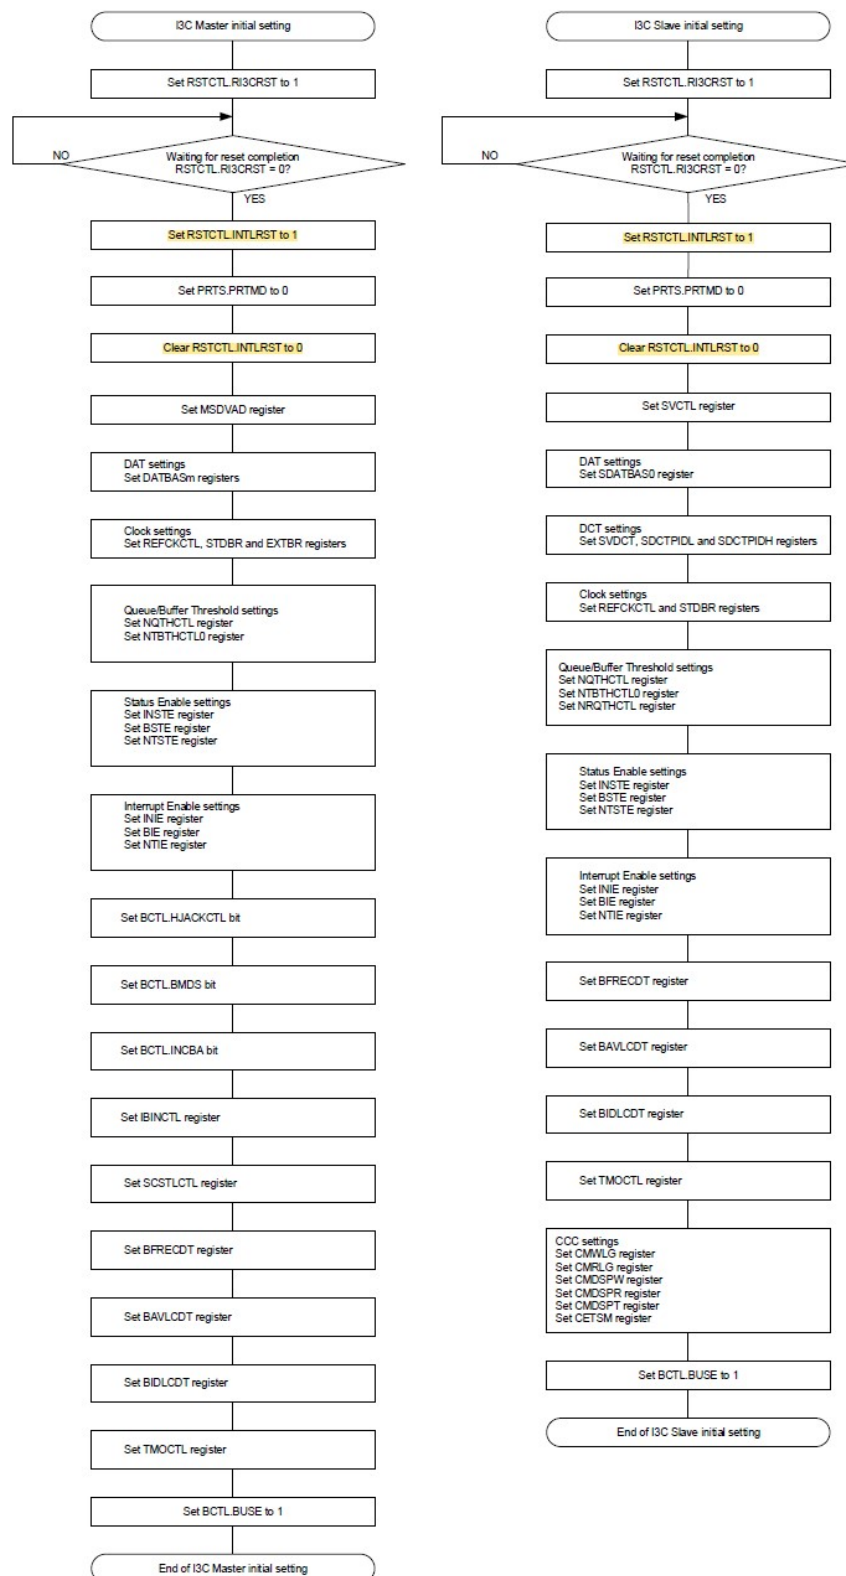 I3C Master initial setting
Set RSTCTL.RI3CRST to 1
NO
Waiting for reset completion
RSTCTL.RI3CRST = 0?
YES
Set RSTCTL.INTLRST to 1
Set PRTS.PRTMD to 0
Clear RSTCTL.INTLRST to 0
Set MSDVAD register
DAT settings
Set DATBASm registers
Clock settings
Set REFCKCTL, STDBR and EXTBR registers
Queue/Buffer Threshold settings
Set NQTHCTL register
Set NTBTHCTL0 register
Status Enable settings
Set INSTE register
Set BSTE register
Set NTSTE register
Interrupt Enable settings
Set INIE register
Set BIE register
Set NTIE register
Set BCTL.HJACKCTL bit
Set BCTL.BMDS bit
Set BCTL.INCBA bit
Set IBINCTL register
Set SCSTLCTL register
Set BFRECDT register
Set BAVLCDT register
Set BIDLCDT register
Set TMOCTL register
Set BCTL.BUSE to 1
End of I3C Master initial setting
I3C Slave initial setting
Set RSTCTL.RI3CRST to 1
NO
Waiting for reset completion
RSTCTL.RI3CRST = 0?
YES
Set RSTCTL.INTLRST to 1
Set PRTS.PRTMD to 0
Clear RSTCTL.INTLRST to 0
Set SVCTL register
DAT settings
Set SDATBAS0 register
DCT settings
Set SVDCT, SDCTPIDL and SDCTPIDH registers
Clock settings
Set REFCKCTL and STDBR registers
Queue/Buffer Threshold settings
Set NQTHCTL register
Set NTBTHCTL0 register
Set NRQTHCTL register
Status Enable settings
Set INSTE register
Set BSTE register
Set NTSTE register
Interrupt Enable settings
Set INIE register
Set BIE register
Set NTIE register
Set BFRECDT register
Set BAVLCDT register
Set BIDLCDT register
Set TMOCTL register
CCC settings
Set CMWLG register
Set CMRLG register
Set CMDSPW register
Set CMDSPR register
Set CMDSPT register
Set CETSM register
Set BCTL.BUSE to 1
End of I3C Slave initial setting